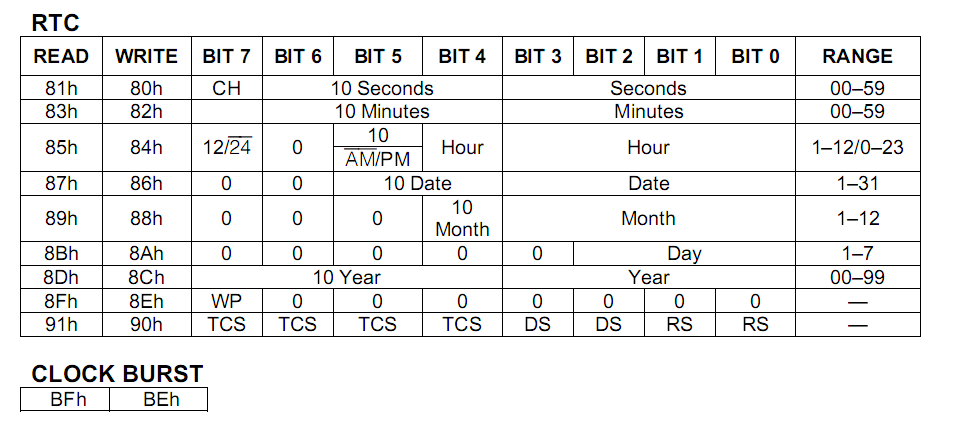 RTC
READ WRITE BIT 7 BIT 6 BIT 5 BIT 4 BIT 3 BIT 2 BIT 1 BIT 0 RANGE
81h 80h CH 10 Seconds Seconds 00–59
83h 82h 10 Minutes Minutes 00–59
85h 84h 12/2̅4̅ 0 10 Hour Hour 1–12/0–23
A̅M̅/PM
87h 86h 0 0 10 Date Date 1–31
89h 88h 0 0 0 10 Month Month 1–12
8Bh 8Ah 0 0 0 0 0 Day 1–7
8Dh 8Ch 10 Year Year 00–99
8Fh 8Eh WP 0 0 0 0 0 0 0 —
91h 90h TCS TCS TCS TCS DS DS RS RS —
CLOCK BURST
BFh BEh